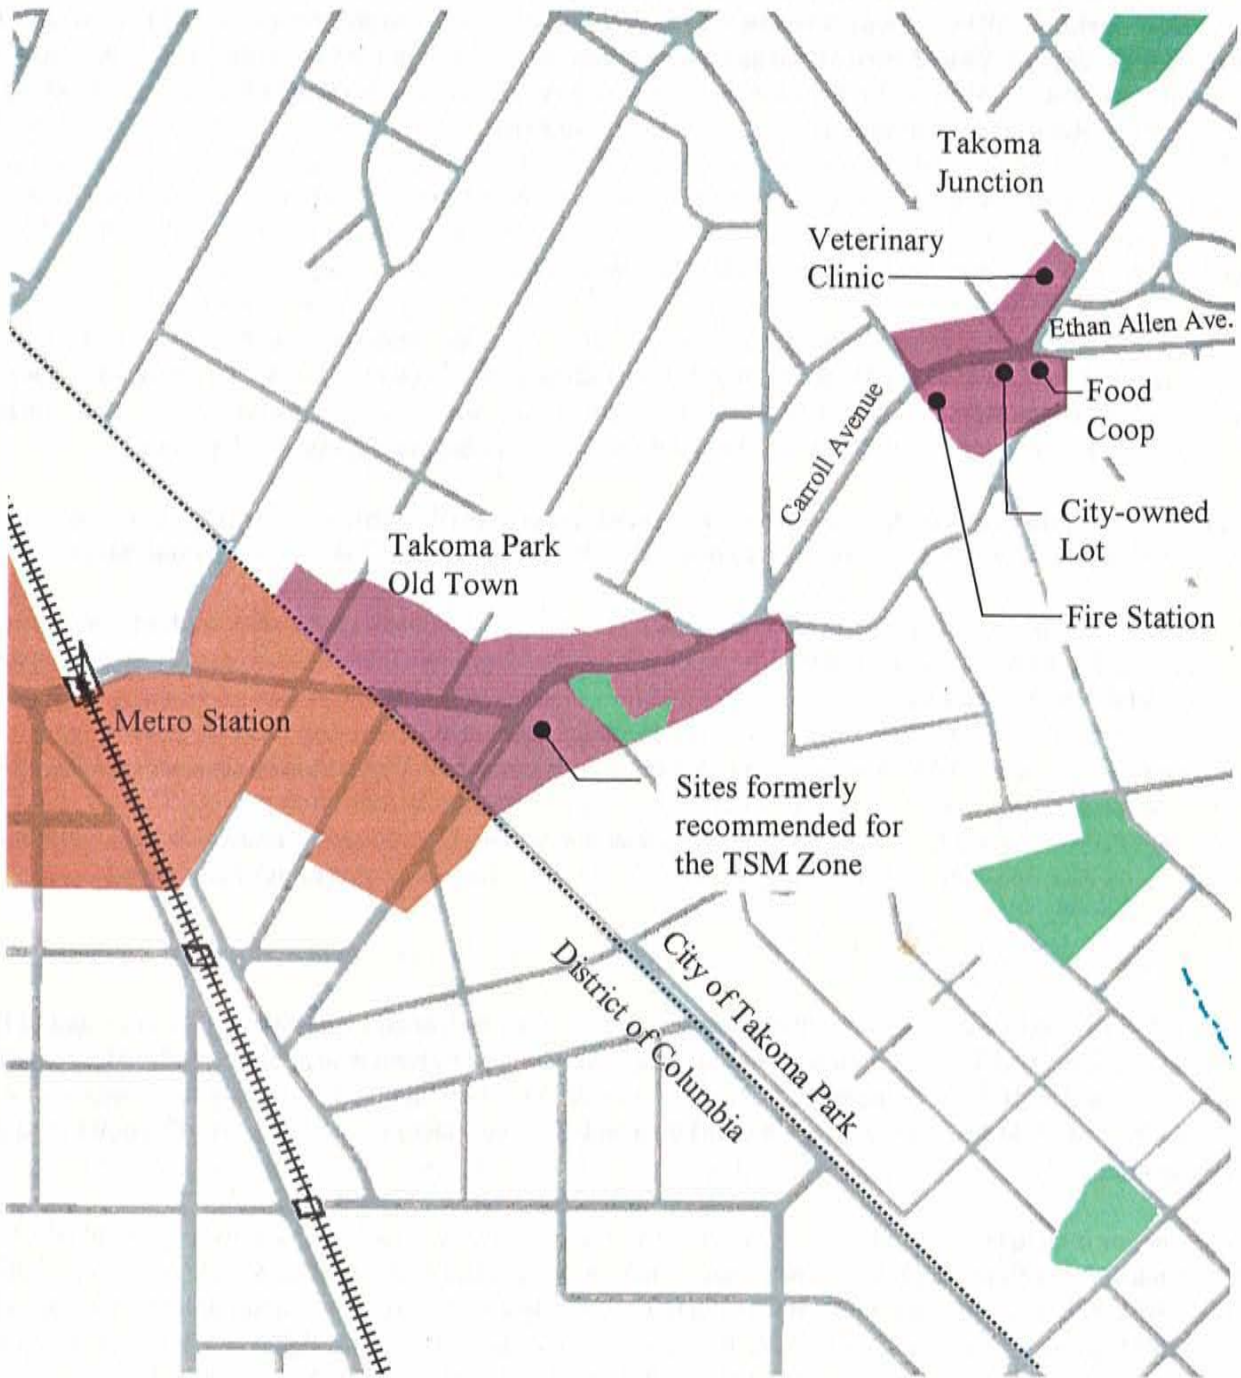 Takoma
Junction
Veterinary
Clinic
Ethan Allen Ave.
Food
Coop
Carroll Avenue
City-owned
Lot
Takoma Park
Old Town
Fire Station
Metro Station
Sites formerly
recommended for
the TSM Zone
City of Takoma Park
District of Columbia